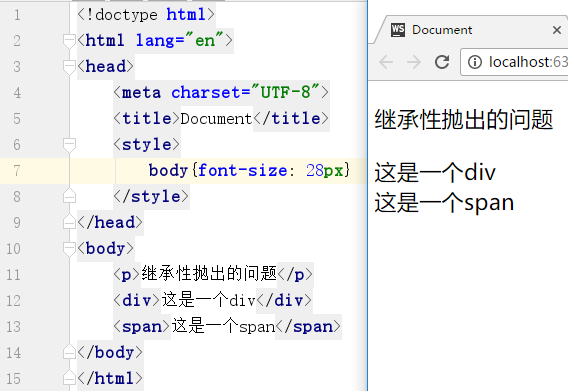 1 <!doctype html>
2 <html lang="en">
3 <head>
4 <meta charset="UTF-8">
5 <title>Document</title>
6 <style>
7 body{font-size: 28px}
8 </style>
9 </head>
10 <body>
11 <p>继承性抛出的问题</p>
12 <div>这是一个div</div>
13 <span>这是一个span</span>
14 </body>
15 </html>
WS Document
localhost:63
继承性抛出的问题
这是一个div
这是一个span